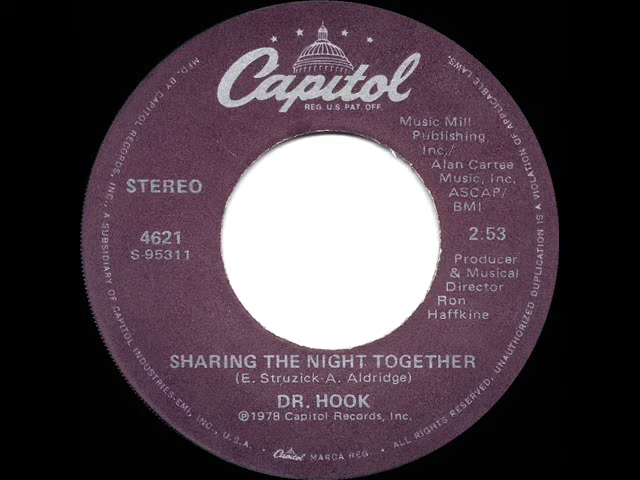 Capitol
REG. U.S. PAT. OFF.
Music Mill
Publishing,
Inc./
Alan Cartee
Music, Inc.
ASCAP/
BMI
STEREO
4621
S-95311
2:53
Producer
& Musical
Director
Ron
Haffkine
SHARING THE NIGHT TOGETHER
(E. Struzick-A. Aldridge)
DR. HOOK
℗1978 Capitol Records, Inc.
MFD. BY CAPITOL RECORDS, INC., A SUBSIDIARY OF CAPITOL INDUSTRIES-EMI, INC., U.S.A. • Capitol MARCA REG. • ALL RIGHTS RESERVED. UNAUTHORIZED DUPLICATION IS A VIOLATION OF APPLICABLE LAWS.